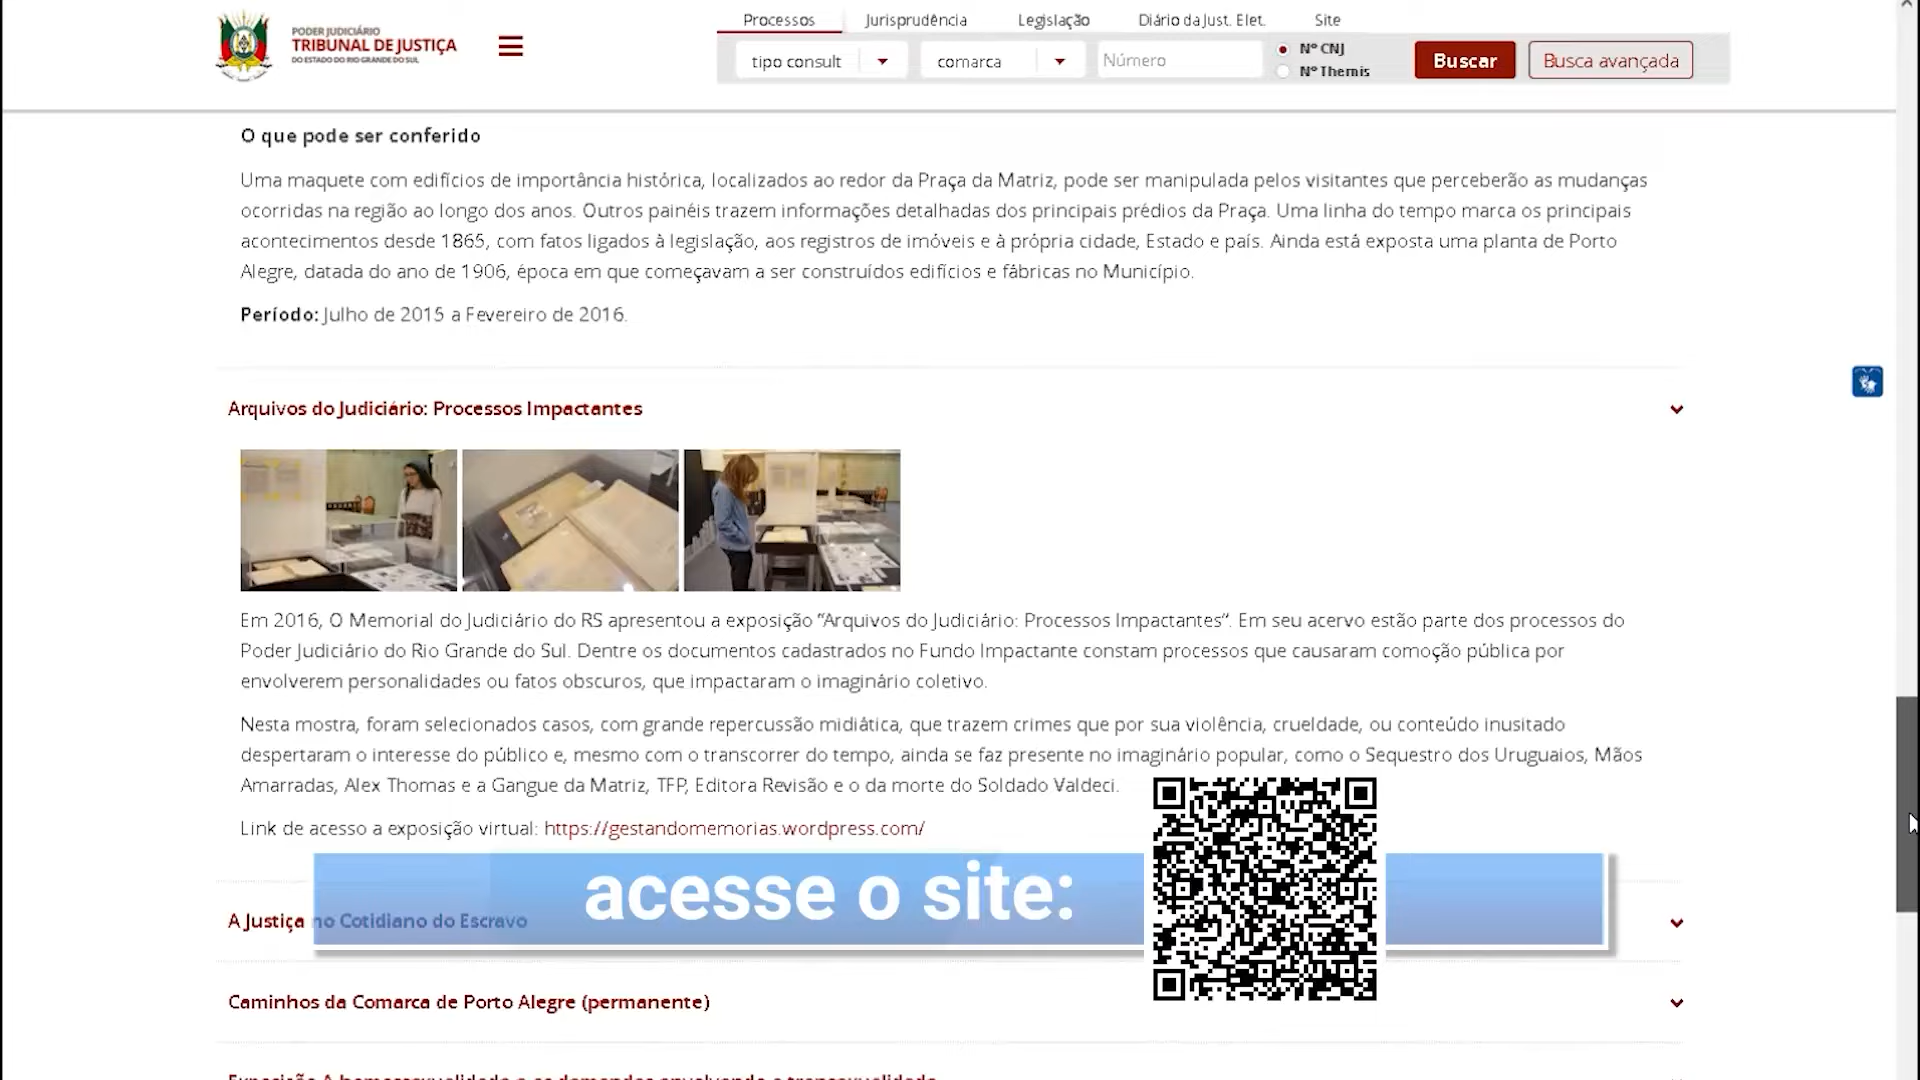 PODER JUDICIÁRIO
TRIBUNAL DE JUSTIÇA
DO ESTADO DO RIO GRANDE DO SUL
Processos
Jurisprudência
Legislação
Diário da Just. Elet.
Site
tipo consult
comarca
Número
Nº CNJ
Nº Themis
Buscar
Busca avançada
O que pode ser conferido
Uma maquete com edifícios de importância histórica, localizados ao redor da Praça da Matriz, pode ser manipulada pelos visitantes que perceberão as mudanças
ocorridas na região ao longo dos anos. Outros painéis trazem informações detalhadas dos principais prédios da Praça. Uma linha do tempo marca os principais
acontecimentos desde 1865, com fatos ligados à legislação, aos registros de imóveis e à própria cidade, Estado e país. Ainda está exposta uma planta de Porto
Alegre, datada do ano de 1906, época em que começavam a ser construídos edifícios e fábricas no Município.
Período: Julho de 2015 a Fevereiro de 2016.
Arquivos do Judiciário: Processos Impactantes
Em 2016, O Memorial do Judiciário do RS apresentou a exposição “Arquivos do Judiciário: Processos Impactantes“. Em seu acervo estão parte dos processos do
Poder Judiciário do Rio Grande do Sul. Dentre os documentos cadastrados no Fundo Impactante constam processos que causaram comoção pública por
envolverem personalidades ou fatos obscuros, que impactaram o imaginário coletivo.
Nesta mostra, foram selecionados casos, com grande repercussão midiática, que trazem crimes que por sua violência, crueldade, ou conteúdo inusitado
despertaram o interesse do público e, mesmo com o transcorrer do tempo, ainda se faz presente no imaginário popular, como o Sequestro dos Uruguaios, Mãos
Amarradas, Alex Thomas e a Gangue da Matriz, TFP, Editora Revisão e o da morte do Soldado Valdeci.
Link de acesso a exposição virtual: https://gestandomemorias.wordpress.com/
acesse o site:
A Justiça no Cotidiano do Escravo
Caminhos da Comarca de Porto Alegre (permanente)
Exposição A homossexualidade e as demandas envolvendo a transexualidade